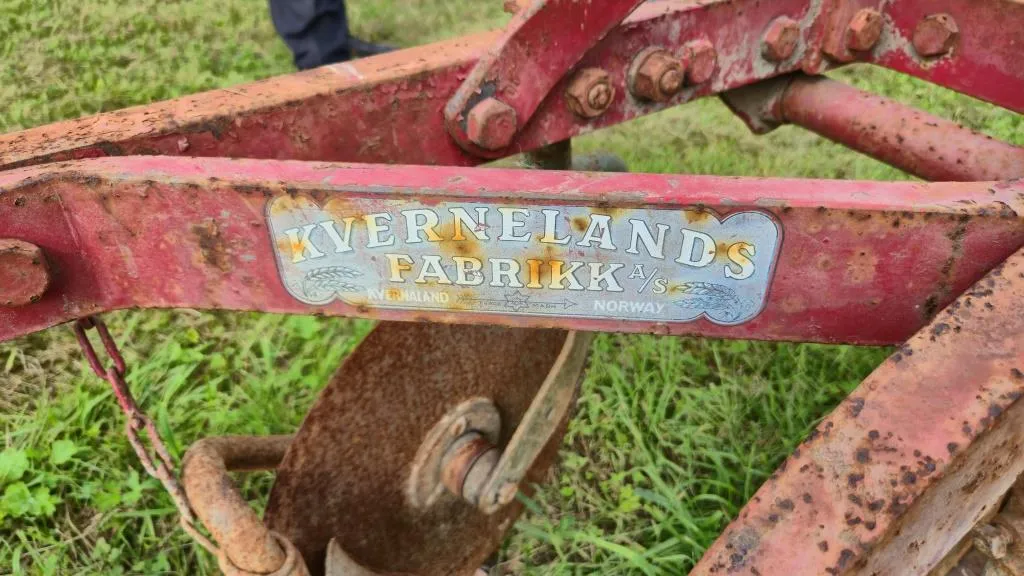 KVERNELANDS
FABRIKK A/S
KVERNALAND NORWAY